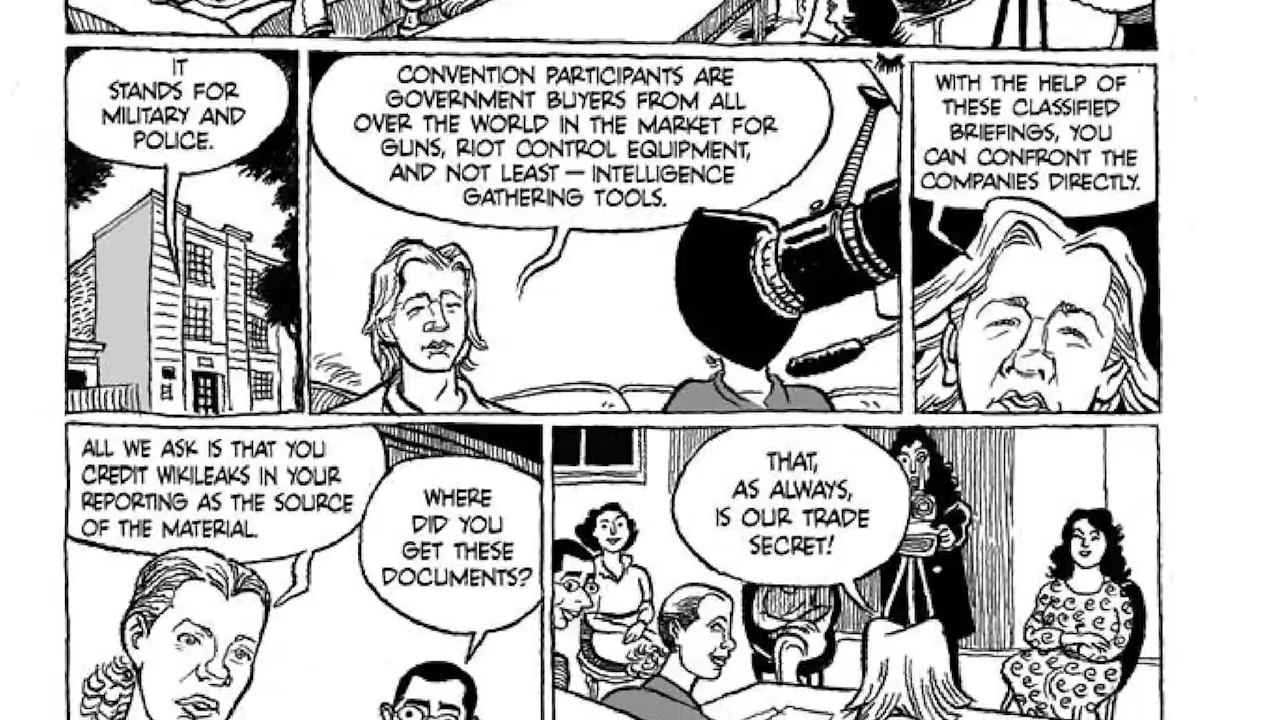 IT
STANDS FOR
MILITARY AND
POLICE.
CONVENTION PARTICIPANTS ARE
GOVERNMENT BUYERS FROM ALL
OVER THE WORLD IN THE MARKET FOR
GUNS, RIOT CONTROL EQUIPMENT,
AND NOT LEAST — INTELLIGENCE
GATHERING TOOLS.
WITH THE HELP OF
THESE CLASSIFIED
BRIEFINGS, YOU
CAN CONFRONT THE
COMPANIES DIRECTLY.
ALL WE ASK IS THAT YOU
CREDIT WIKILEAKS IN YOUR
REPORTING AS THE SOURCE
OF THE MATERIAL.
WHERE
DID YOU
GET THESE
DOCUMENTS?
THAT,
AS ALWAYS,
IS OUR TRADE
SECRET!